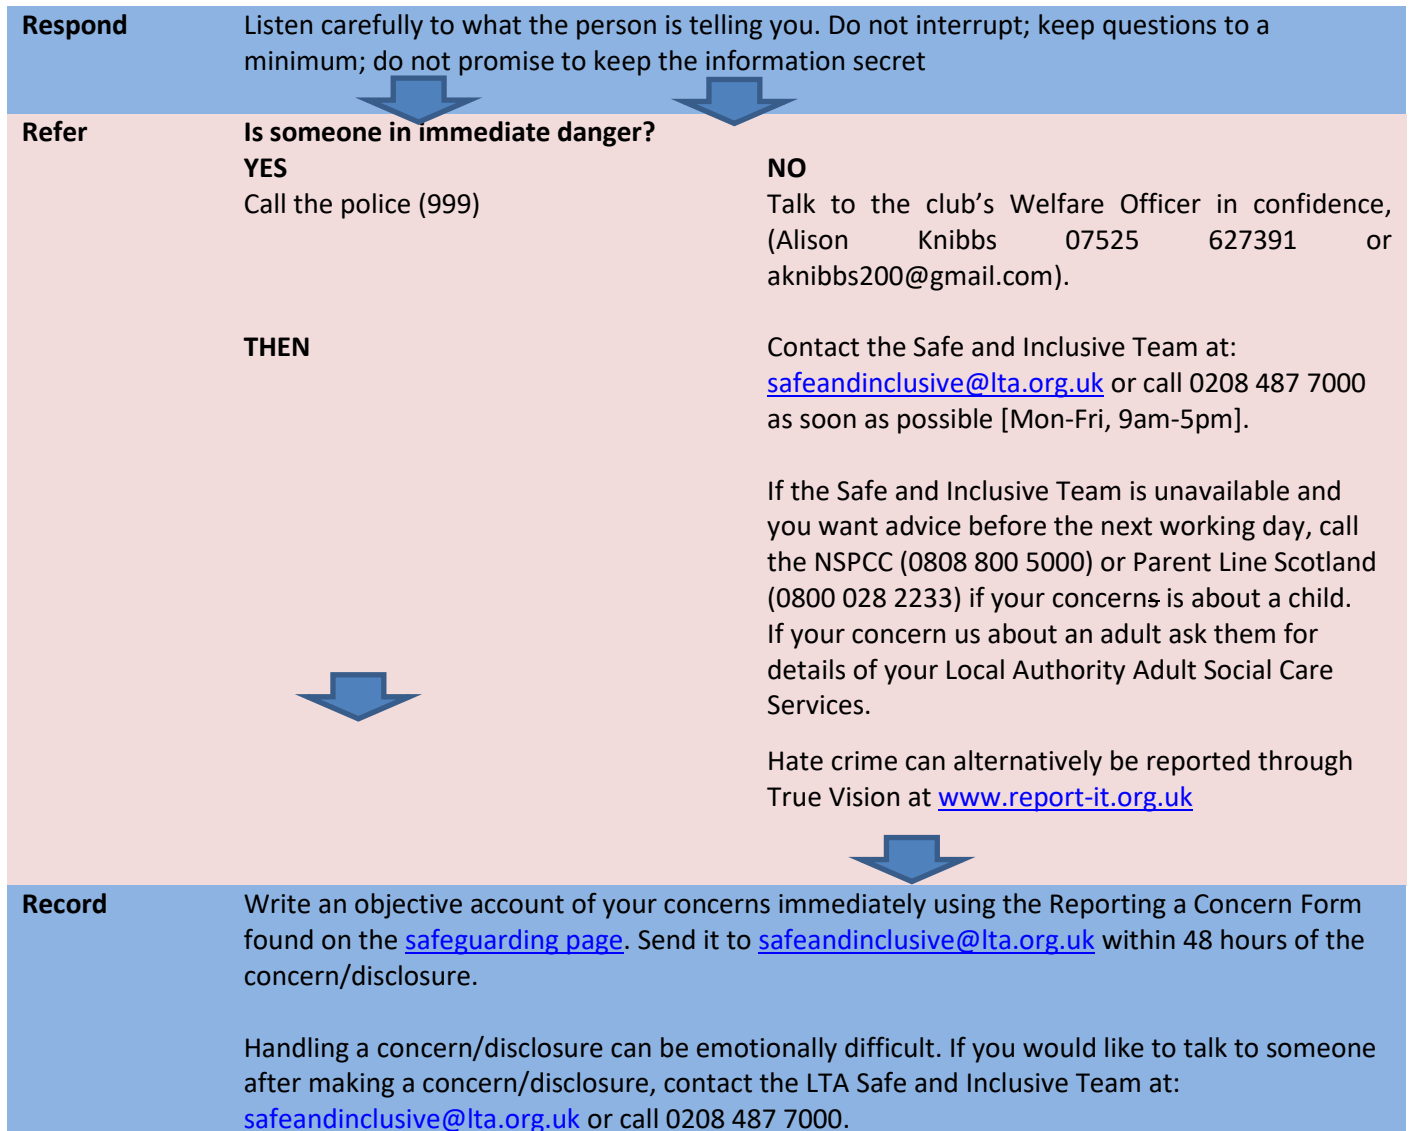 Respond
Listen carefully to what the person is telling you. Do not interrupt; keep questions to a
minimum; do not promise to keep the information secret
Refer
Is someone in immediate danger?
YES
Call the police (999)
NO
Talk to the club’s Welfare Officer in confidence,
(Alison Knibbs 07525 627391 or
aknibbs200@gmail.com).
THEN
Contact the Safe and Inclusive Team at:
safeandinclusive@lta.org.uk or call 0208 487 7000
as soon as possible [Mon-Fri, 9am-5pm].
If the Safe and Inclusive Team is unavailable and
you want advice before the next working day, call
the NSPCC (0808 800 5000) or Parent Line Scotland
(0800 028 2233) if your concerns is about a child.
If your concern us about an adult ask them for
details of your Local Authority Adult Social Care
Services.
Hate crime can alternatively be reported through
True Vision at www.report-it.org.uk
Record
Write an objective account of your concerns immediately using the Reporting a Concern Form
found on the safeguarding page. Send it to safeandinclusive@lta.org.uk within 48 hours of the
concern/disclosure.
Handling a concern/disclosure can be emotionally difficult. If you would like to talk to someone
after making a concern/disclosure, contact the LTA Safe and Inclusive Team at:
safeandinclusive@lta.org.uk or call 0208 487 7000.